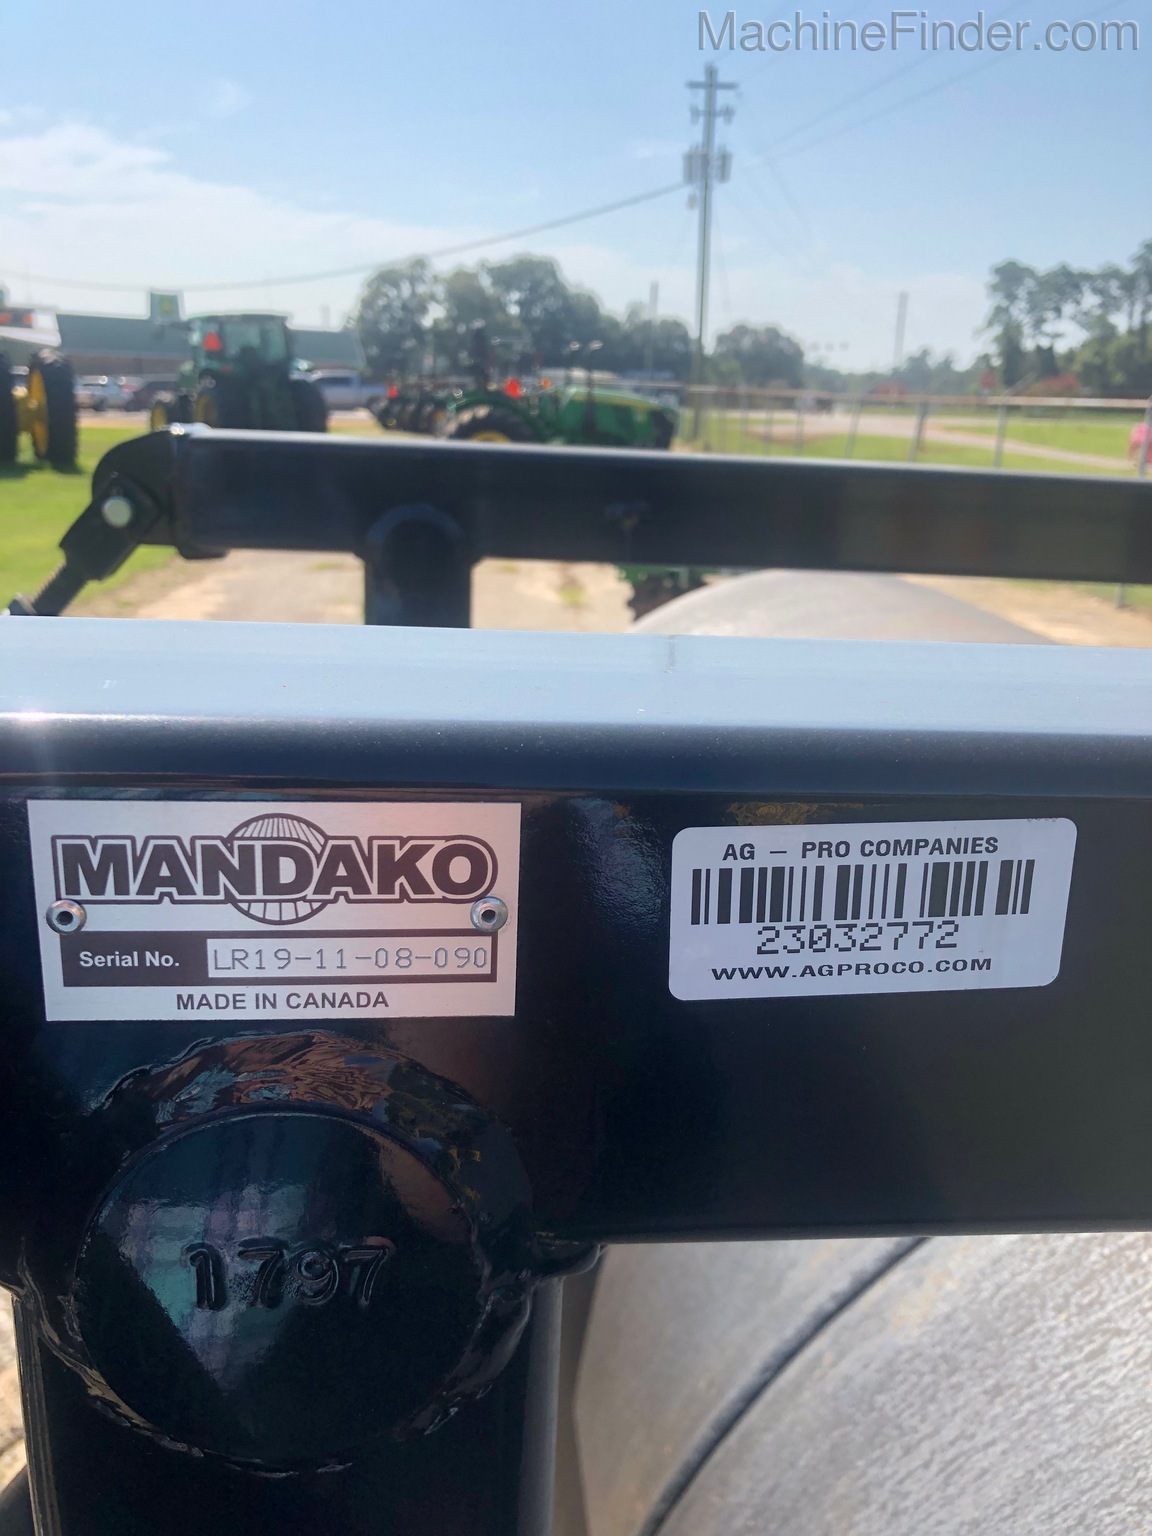 MachineFinder.com
MANDAKO
Serial No. LR19-11-08-090
MADE IN CANADA
AG – PRO COMPANIES
23032772
WWW.AGPROCO.COM
1797